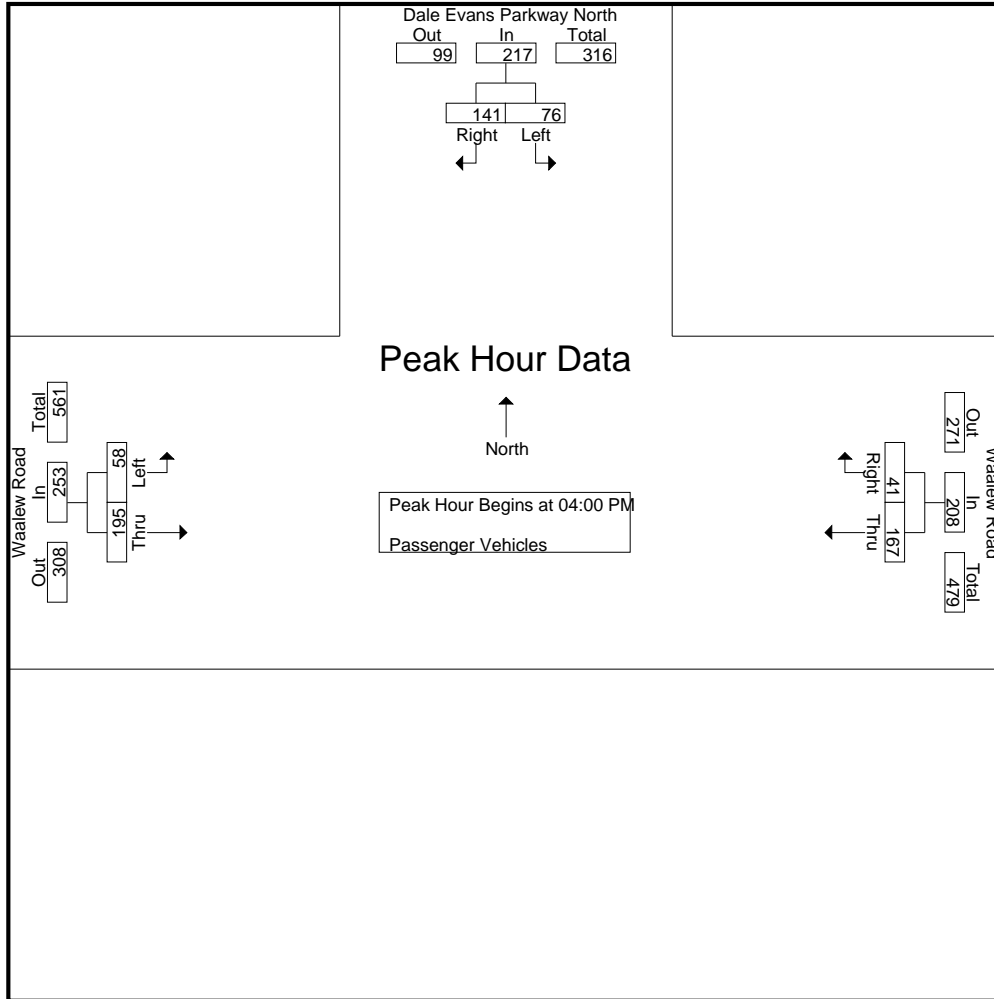 Dale Evans Parkway North
Out In Total
99 217 316
141 76
Right Left
Peak Hour Data
North
Peak Hour Begins at 04:00 PM
Passenger Vehicles
Waalew Road
Total In Out
561 253 308
58 195
Left Thru
Waalew Road
Out In Total
271 208 479
41 167
Right Thru